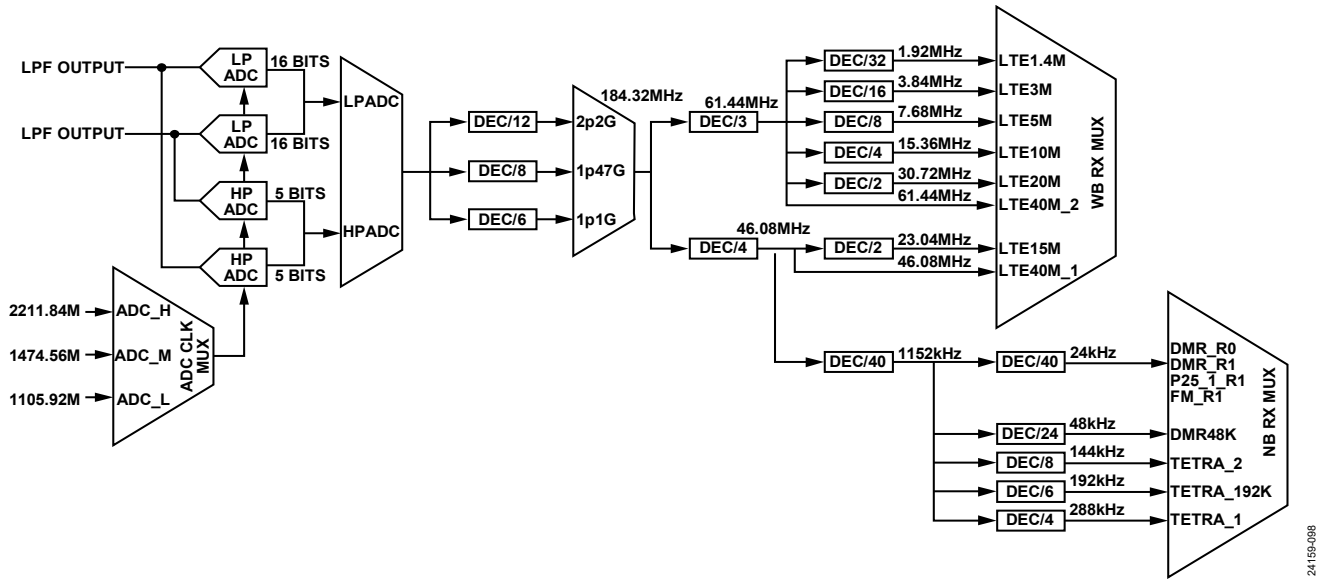 LPF OUTPUT
LP
ADC
16 BITS
LPF OUTPUT
LP
ADC
16 BITS
HP
ADC
5 BITS
HP
ADC
5 BITS
LPADC
HPADC
2211.84M
ADC_H
1474.56M
ADC_M
1105.92M
ADC_L
ADC CLK
MUX
DEC/12
DEC/8
DEC/6
2p2G
1p47G
1p1G
184.32MHz
DEC/3
61.44MHz
DEC/32
1.92MHz
LTE1.4M
DEC/16
3.84MHz
LTE3M
DEC/8
7.68MHz
LTE5M
DEC/4
15.36MHz
LTE10M
DEC/2
30.72MHz
LTE20M
61.44MHz
LTE40M_2
46.08MHz
DEC/4
DEC/2
23.04MHz
LTE15M
46.08MHz
LTE40M_1
WB RX MUX
DEC/40
1152kHz
DEC/40
24kHz
DMR_R0
DMR_R1
P25_1_R1
FM_R1
DEC/24
48kHz
DMR48K
DEC/8
144kHz
TETRA_2
DEC/6
192kHz
TETRA_192K
DEC/4
288kHz
TETRA_1
NB RX MUX
24159-098